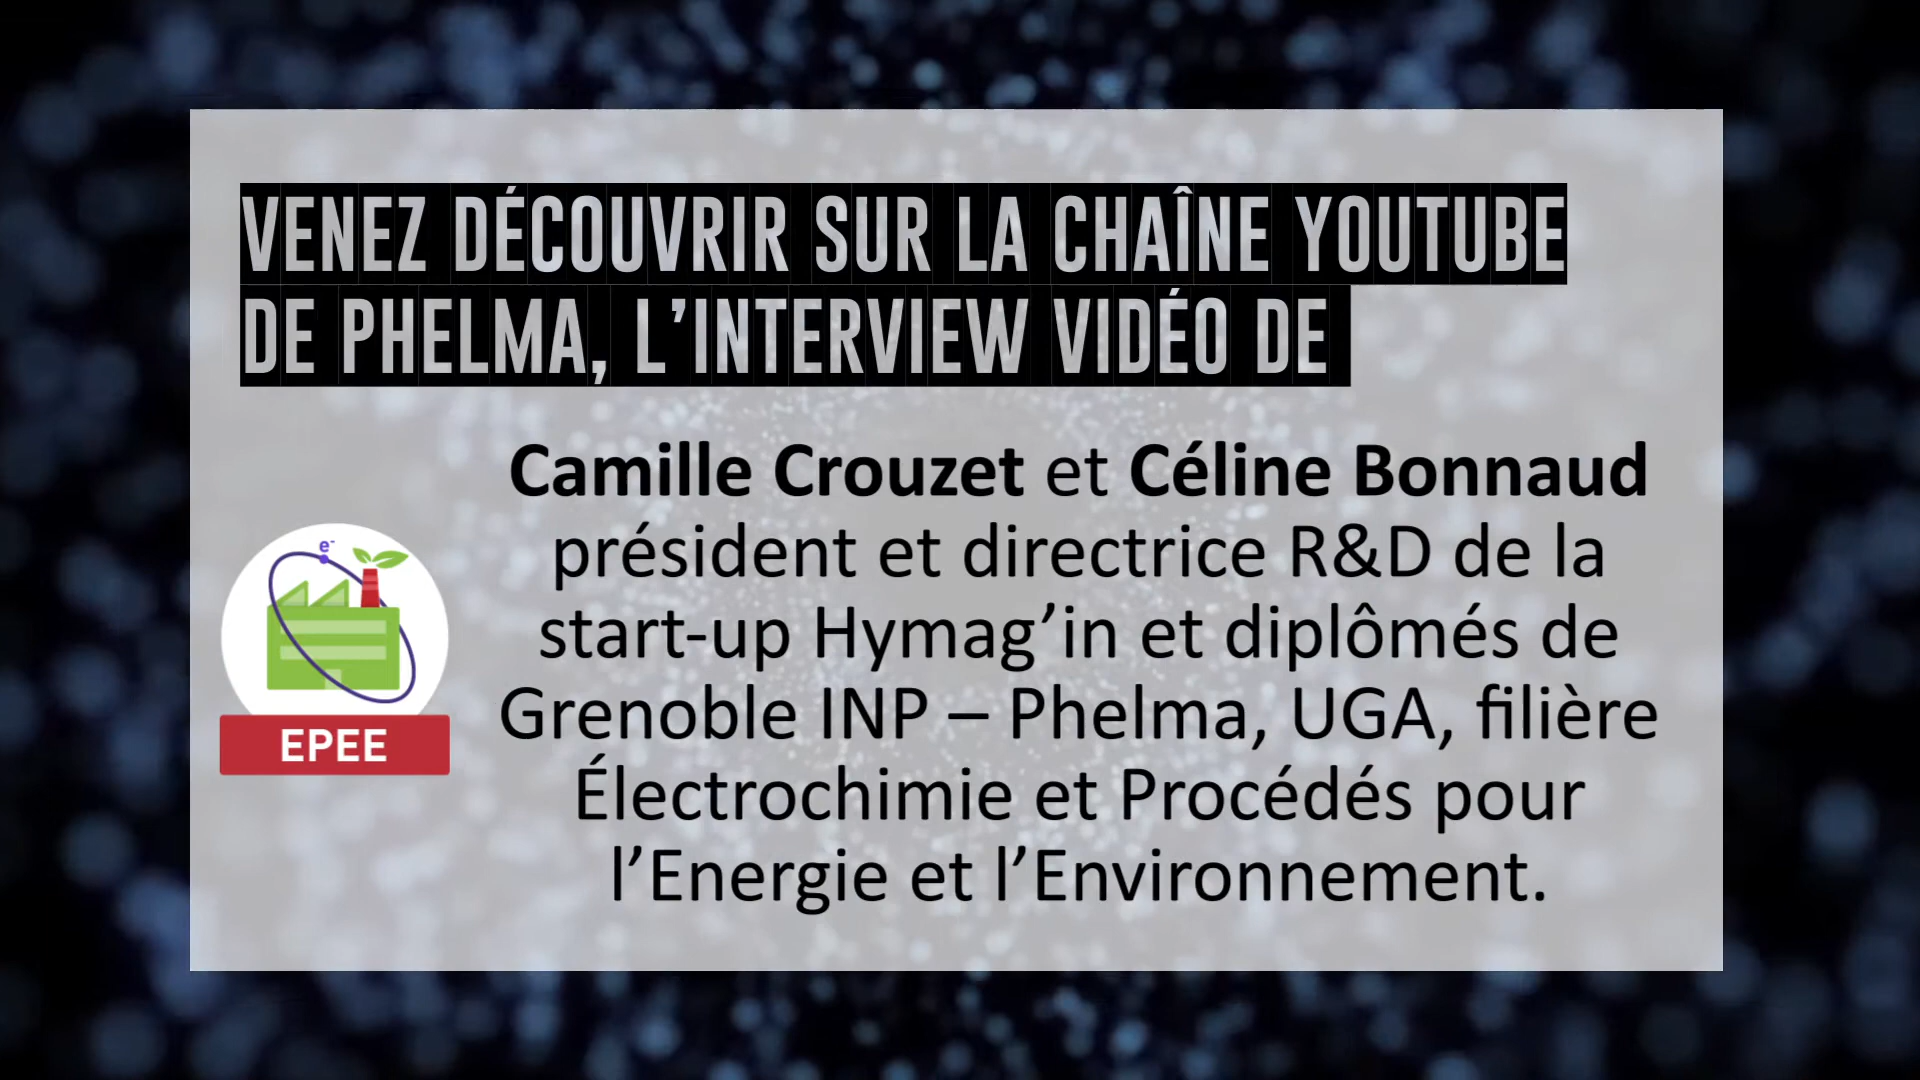 VENEZ DÉCOUVRIR SUR LA CHAÎNE YOUTUBE
DE PHELMA, L’INTERVIEW VIDÉO DE
Camille Crouzet et Céline Bonnaud
président et directrice R&D de la
start-up Hymag’in et diplômés de
Grenoble INP – Phelma, UGA, filière
Électrochimie et Procédés pour
l’Energie et l’Environnement.
e-
EPEE